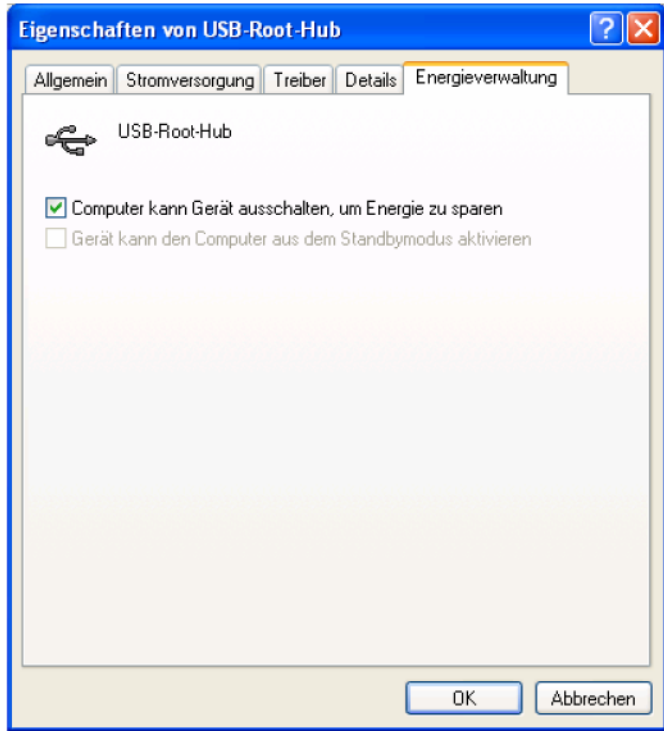 Eigenschaften von USB-Root-Hub
Allgemein Stromversorgung Treiber Details Energieverwaltung
USB-Root-Hub
Computer kann Gerät ausschalten, um Energie zu sparen
Gerät kann den Computer aus dem Standbymodus aktivieren
OK Abbrechen